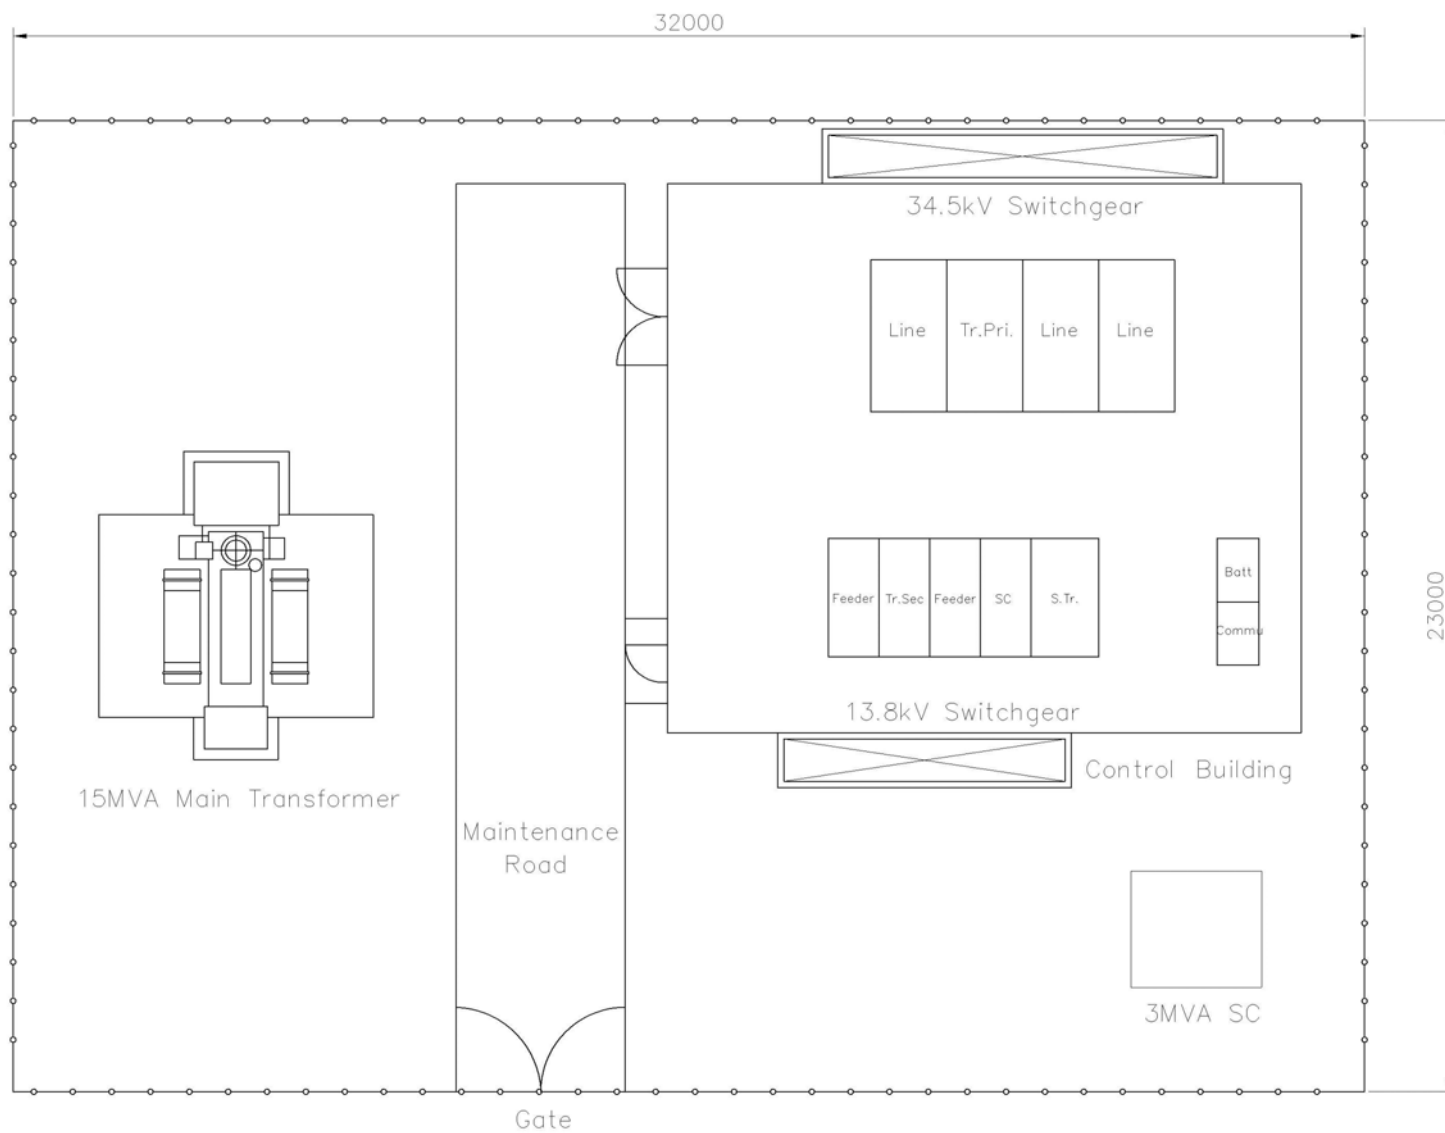 32000
34.5kV Switchgear
Line
Tr.Pri.
Line
Line
Batt
Feeder
Tr.Sec
Feeder
SC
S.Tr.
Commu
23000
13.8kV Switchgear
Control Building
15MVA Main Transformer
Maintenance
Road
3MVA SC
Gate